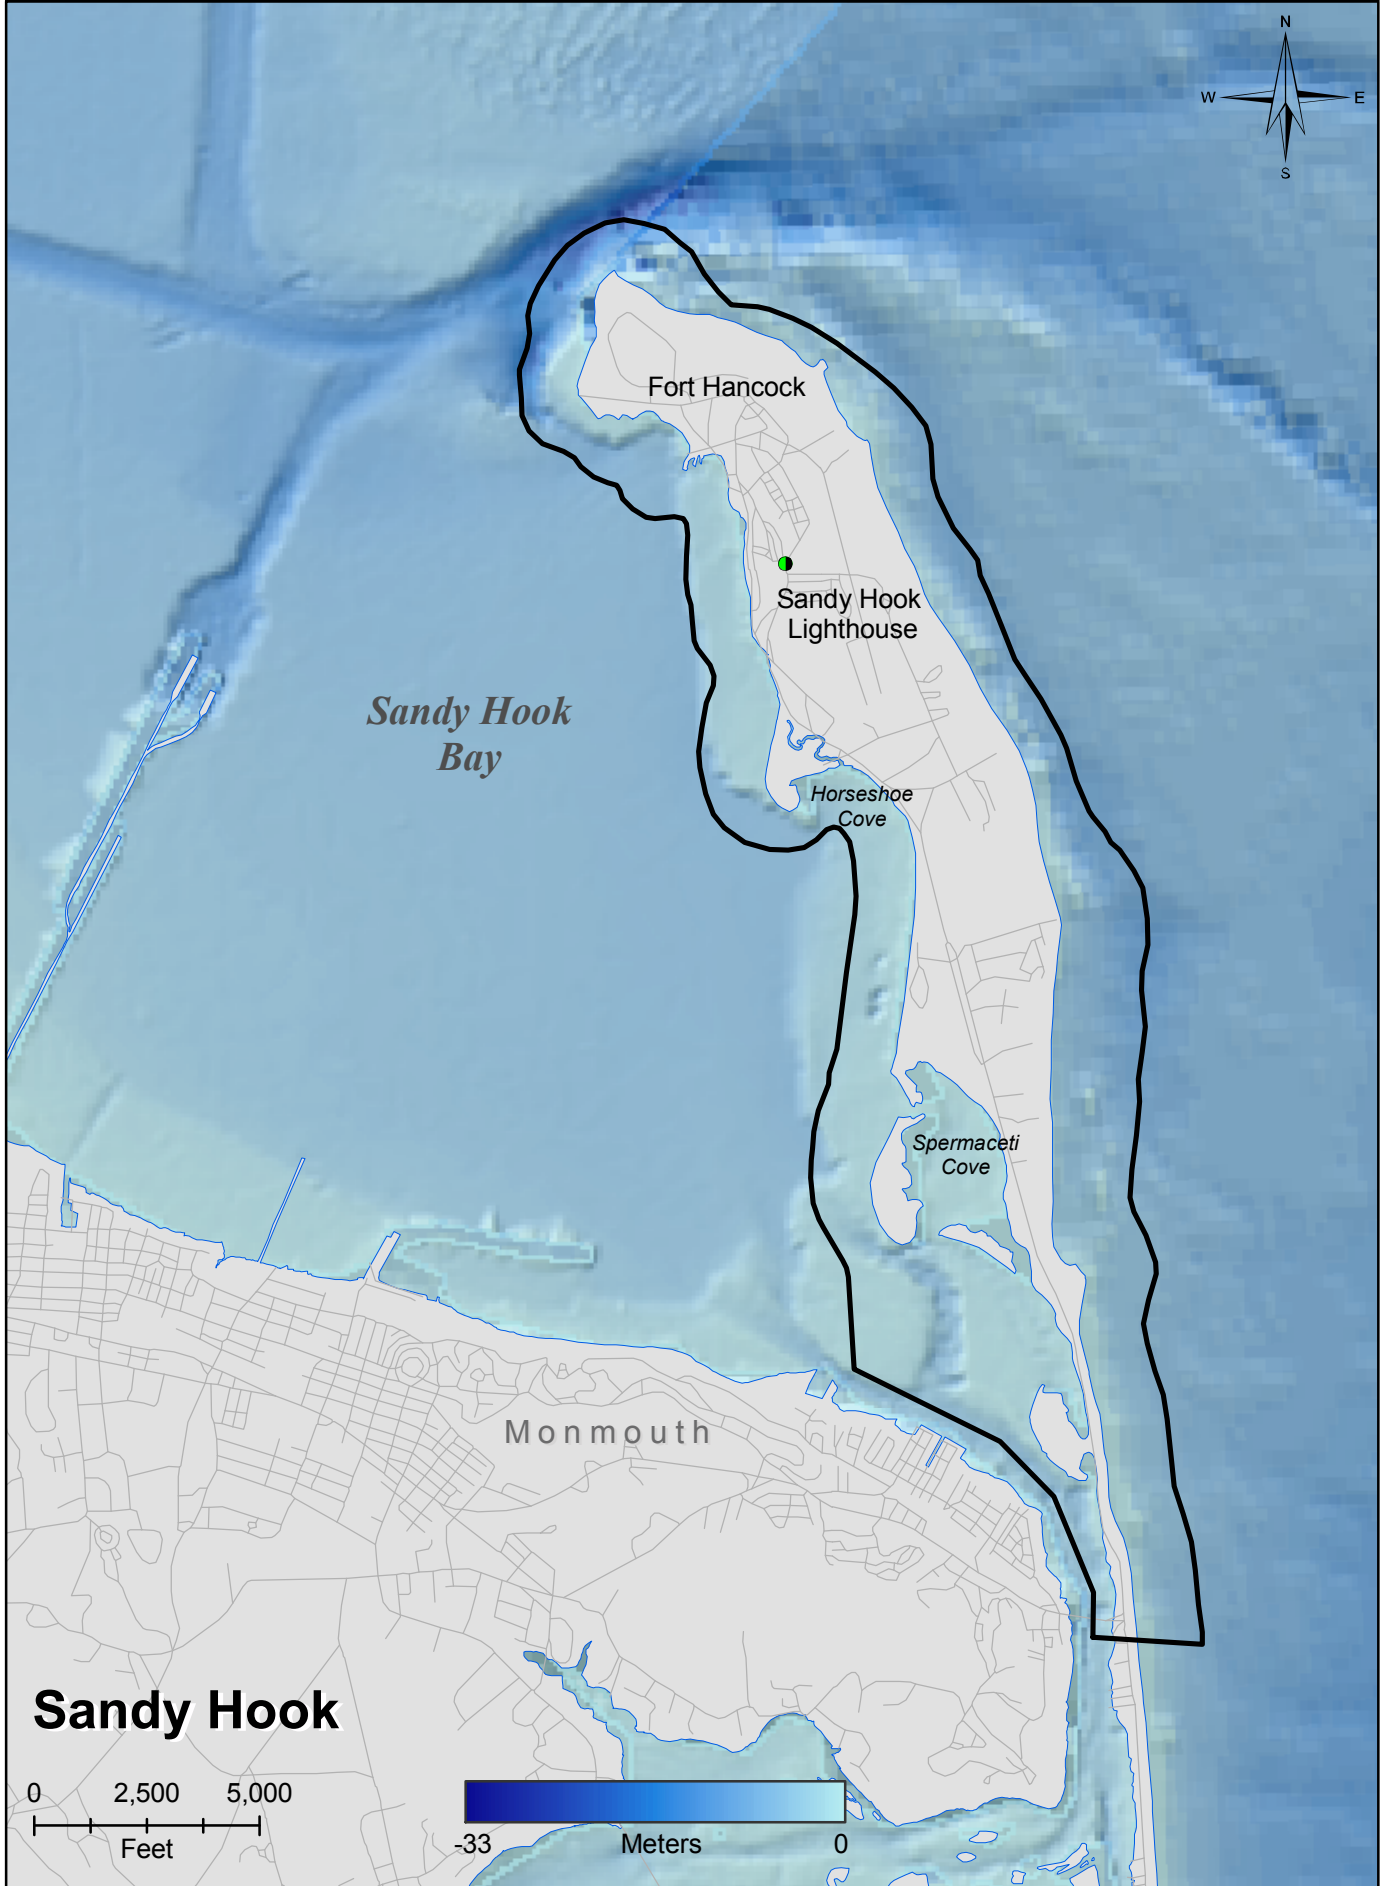 N
W
E
S
Fort Hancock
Sandy Hook
Lighthouse
Sandy Hook
Bay
Horseshoe
Cove
Spermaceti
Cove
Monmouth
Sandy Hook
0 2,500 5,000
Feet
-33 Meters 0